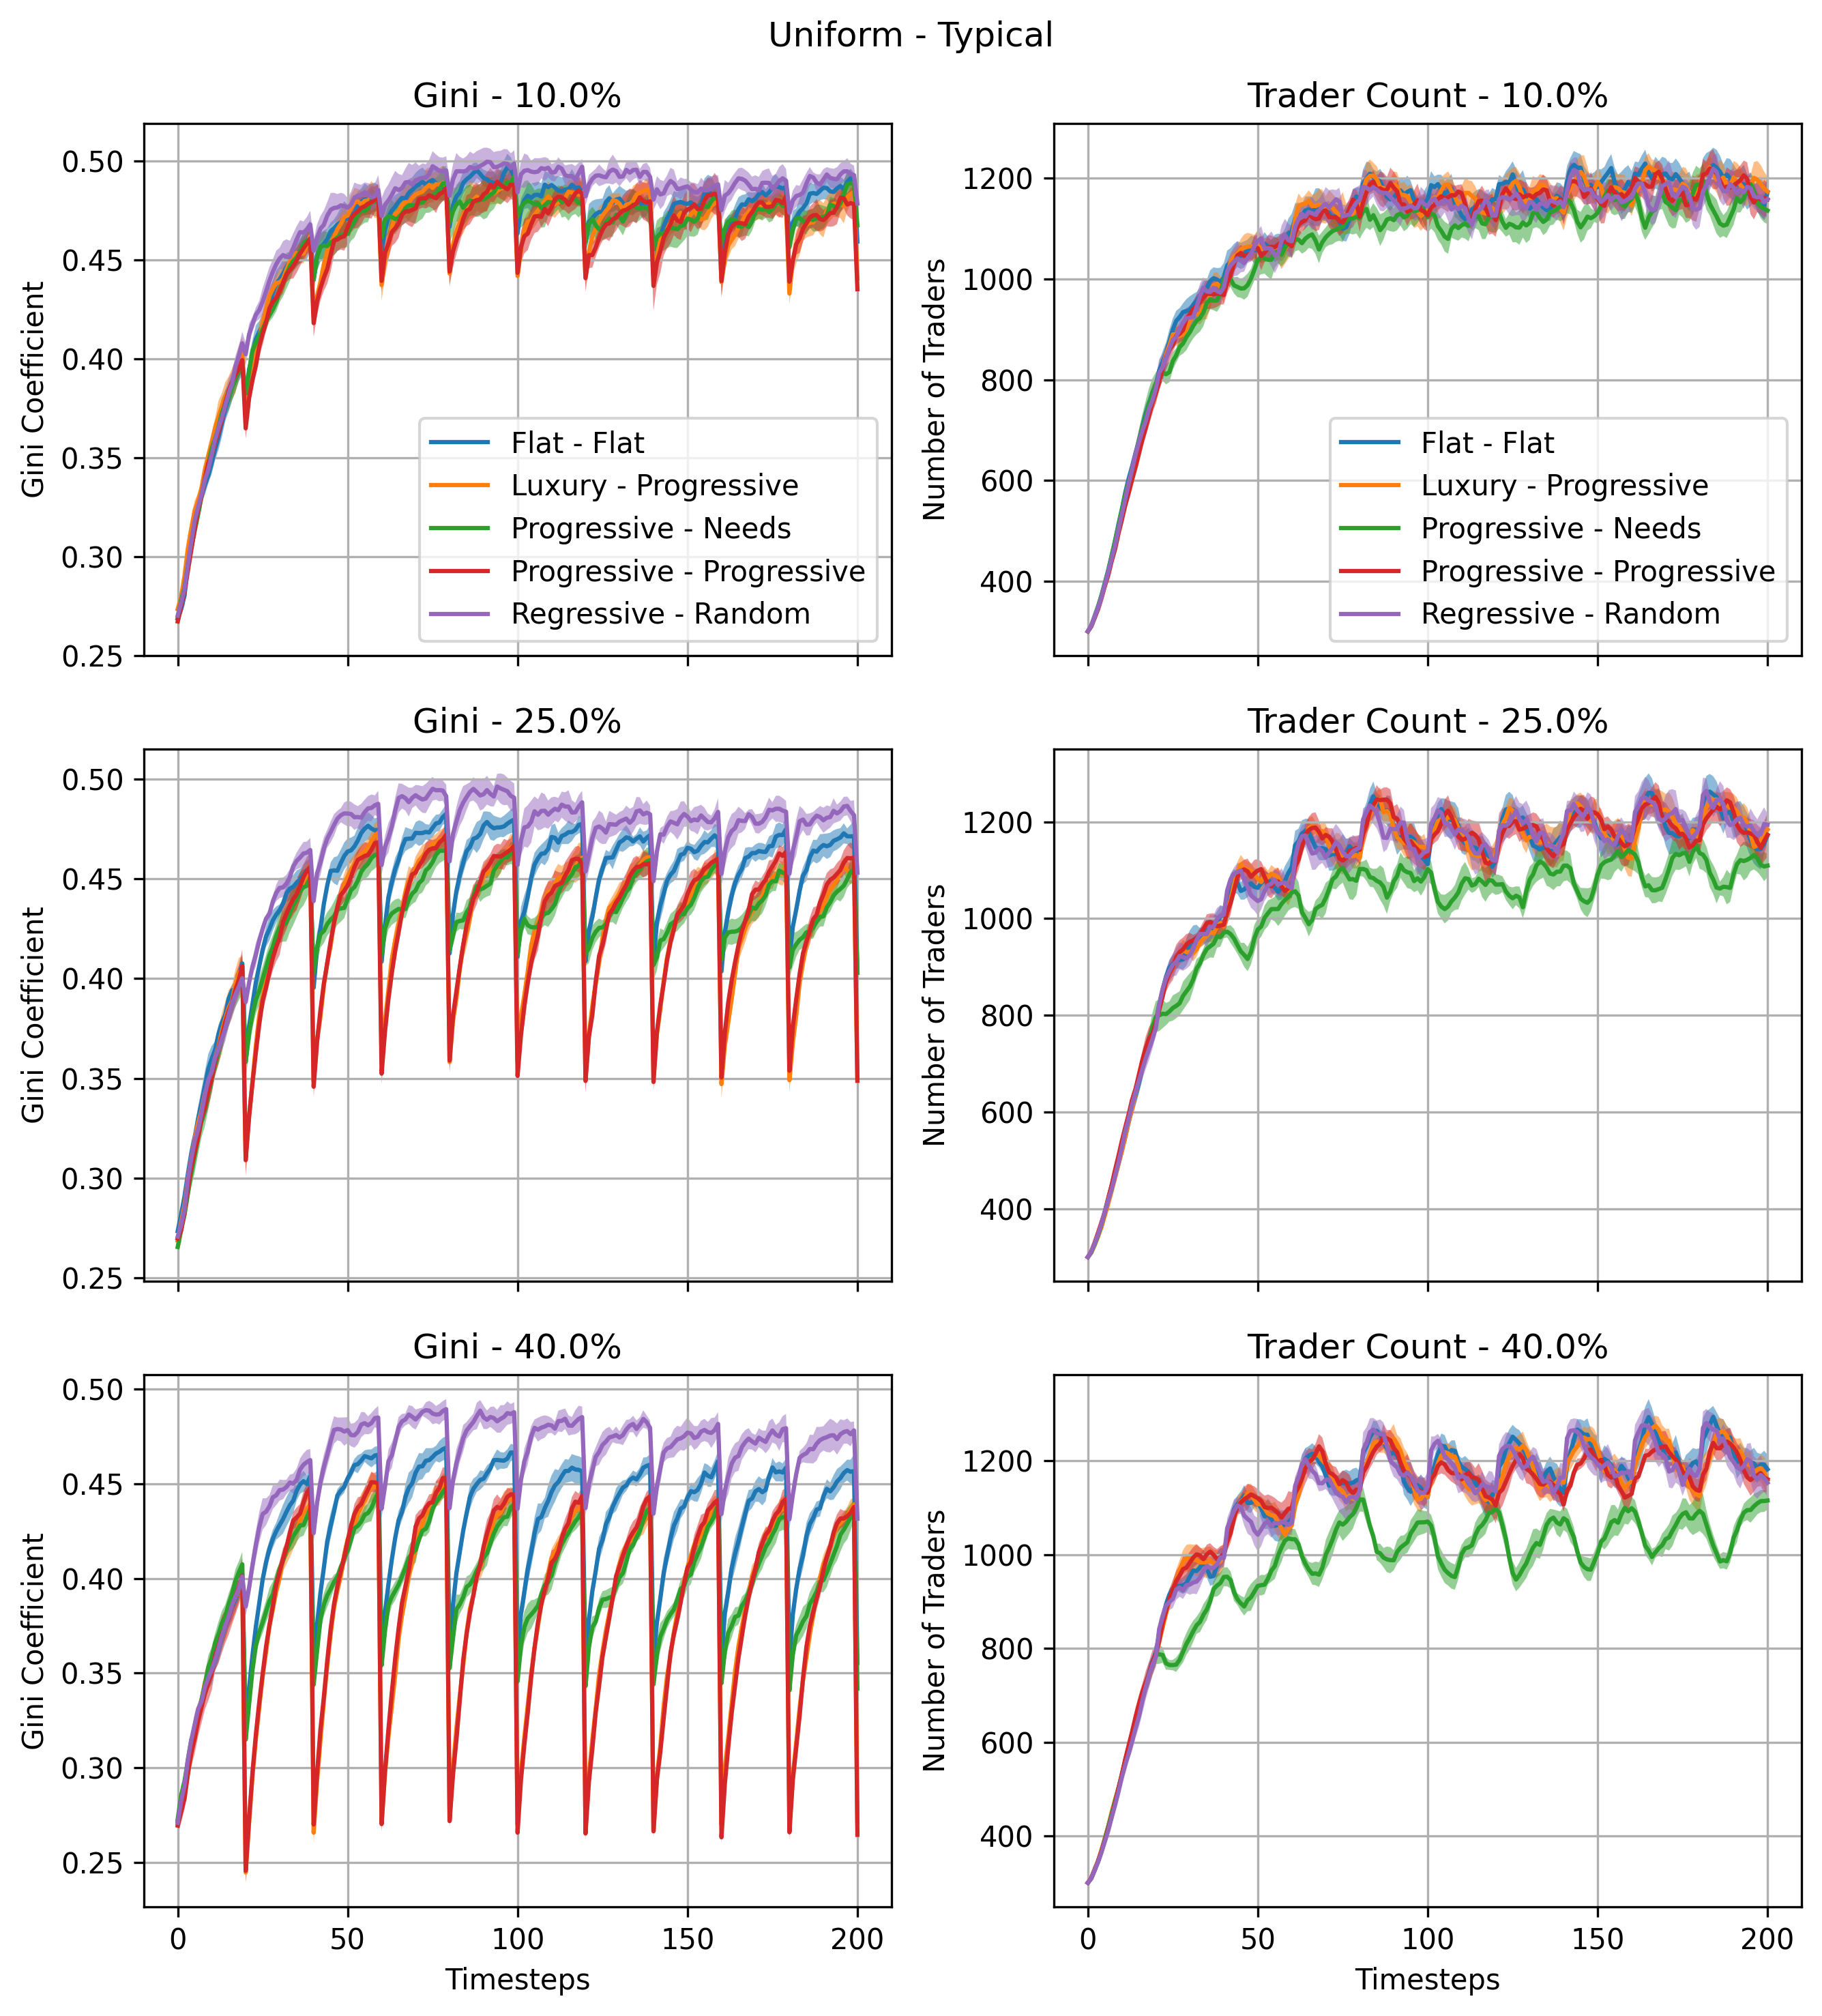 Uniform - Typical
Gini - 10.0%
Gini Coefficient
0.50
0.45
0.40
0.35
0.30
0.25
Flat - Flat
Luxury - Progressive
Progressive - Needs
Progressive - Progressive
Regressive - Random
Trader Count - 10.0%
Number of Traders
1200
1000
800
600
400
Flat - Flat
Luxury - Progressive
Progressive - Needs
Progressive - Progressive
Regressive - Random
Gini - 25.0%
Gini Coefficient
0.50
0.45
0.40
0.35
0.30
0.25
Trader Count - 25.0%
Number of Traders
1200
1000
800
600
400
Gini - 40.0%
Gini Coefficient
0.50
0.45
0.40
0.35
0.30
0.25
0 50 100 150 200
Timesteps
Trader Count - 40.0%
Number of Traders
1200
1000
800
600
400
0 50 100 150 200
Timesteps